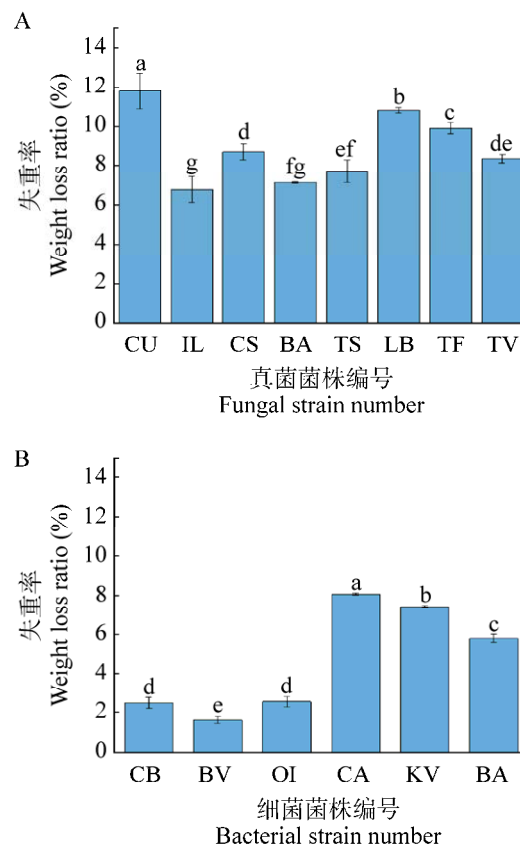 A
失重率
Weight loss ratio (%)
14
12
10
8
6
4
2
0
a
g
d
fg
ef
b
c
de
CU IL CS BA TS LB TF TV
真菌菌株编号
Fungal strain number
B
失重率
Weight loss ratio (%)
14
12
10
8
6
4
2
0
d
e
d
a
b
c
CB BV OI CA KV BA
细菌菌株编号
Bacterial strain number